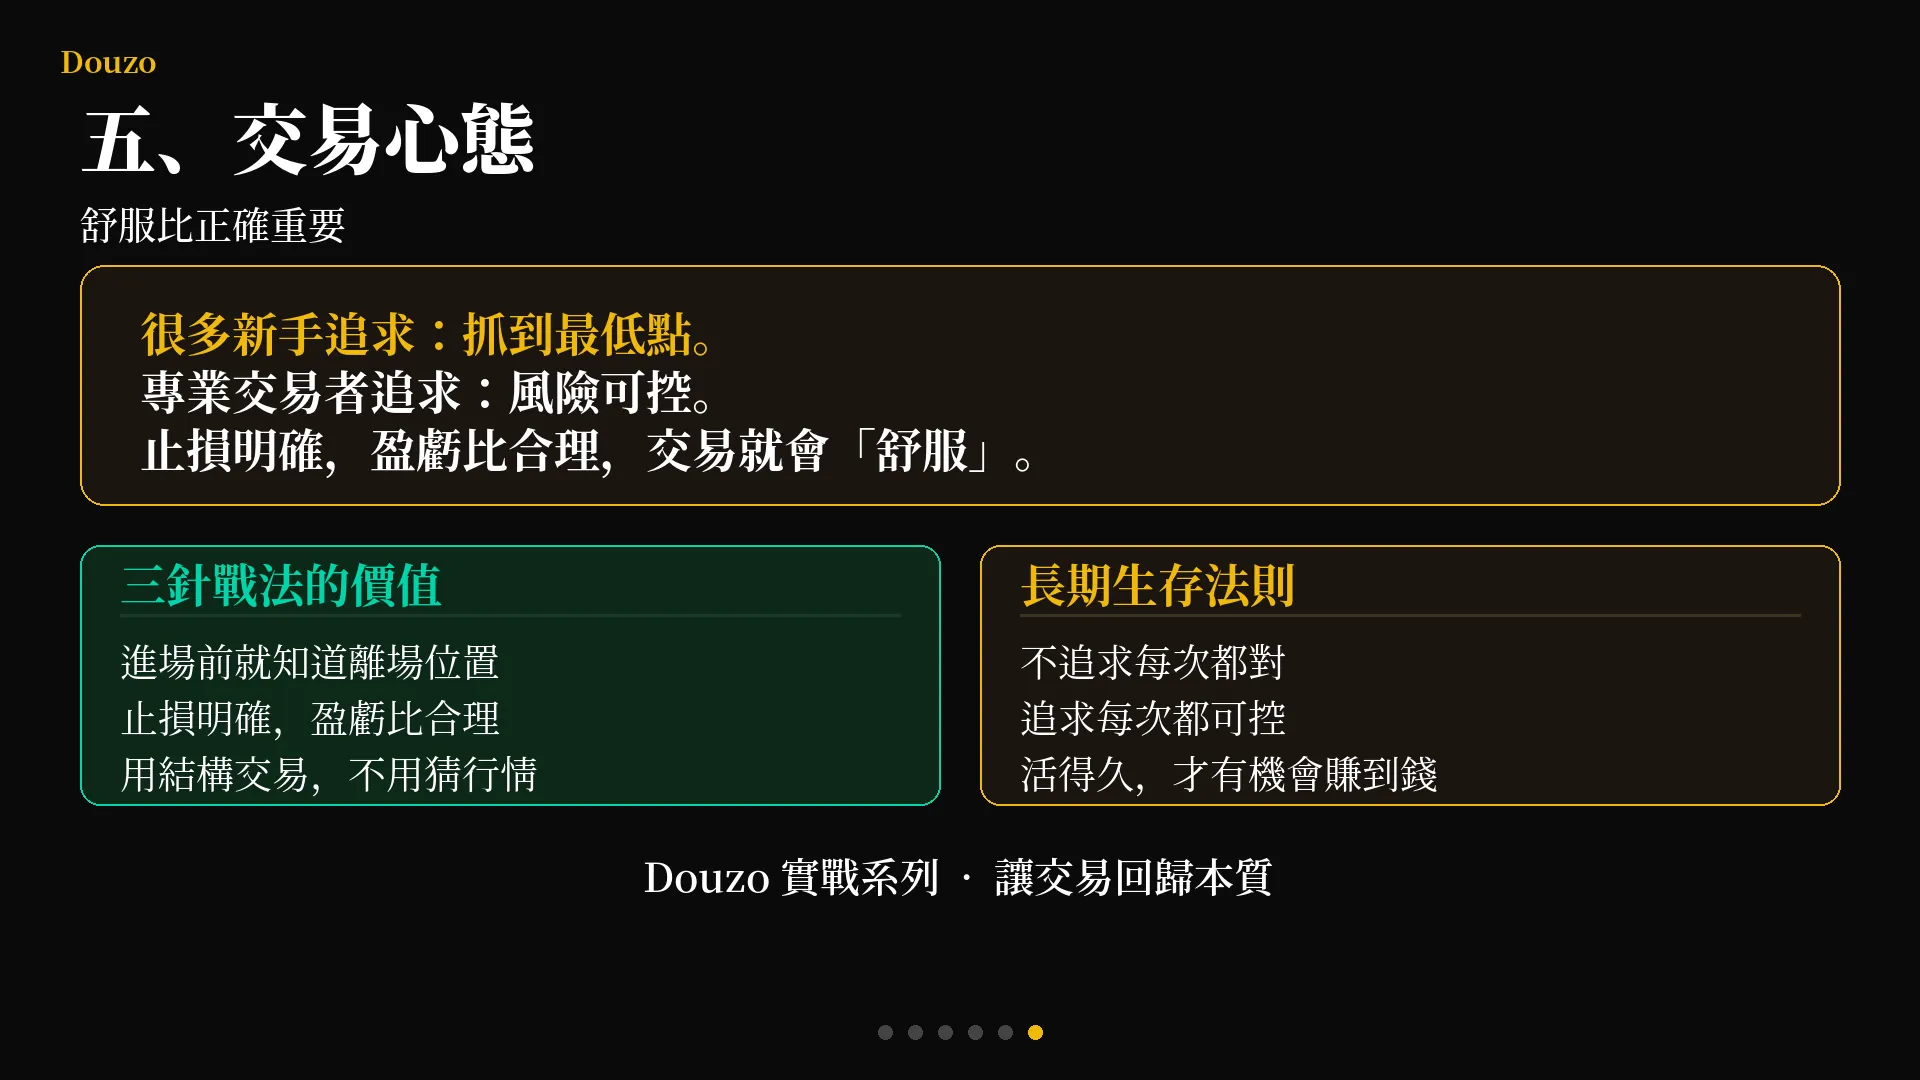 Douzo
五、交易心態
舒服比正確重要
很多新手追求：抓到最低點。
專業交易者追求：風險可控。
止損明確，盈虧比合理，交易就會「舒服」。
三針戰法的價值
進場前就知道離場位置
止損明確，盈虧比合理
用結構交易，不用猜行情
長期生存法則
不追求每次都對
追求每次都可控
活得久，才有機會賺到錢
Douzo 實戰系列 · 讓交易回歸本質